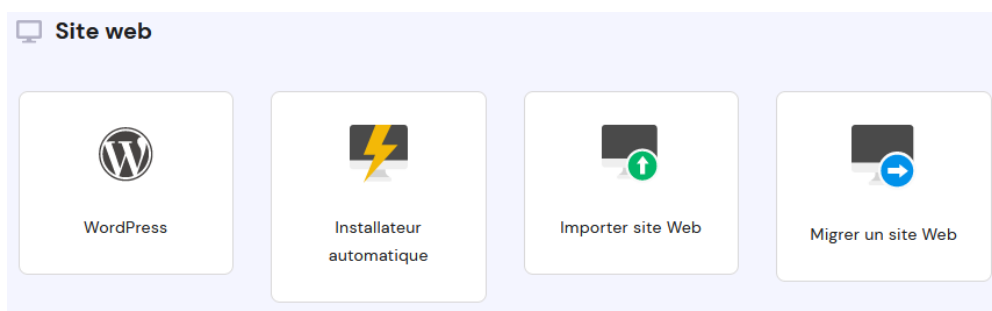 Site web
WordPress
Installateur
automatique
Importer site Web
Migrer un site Web